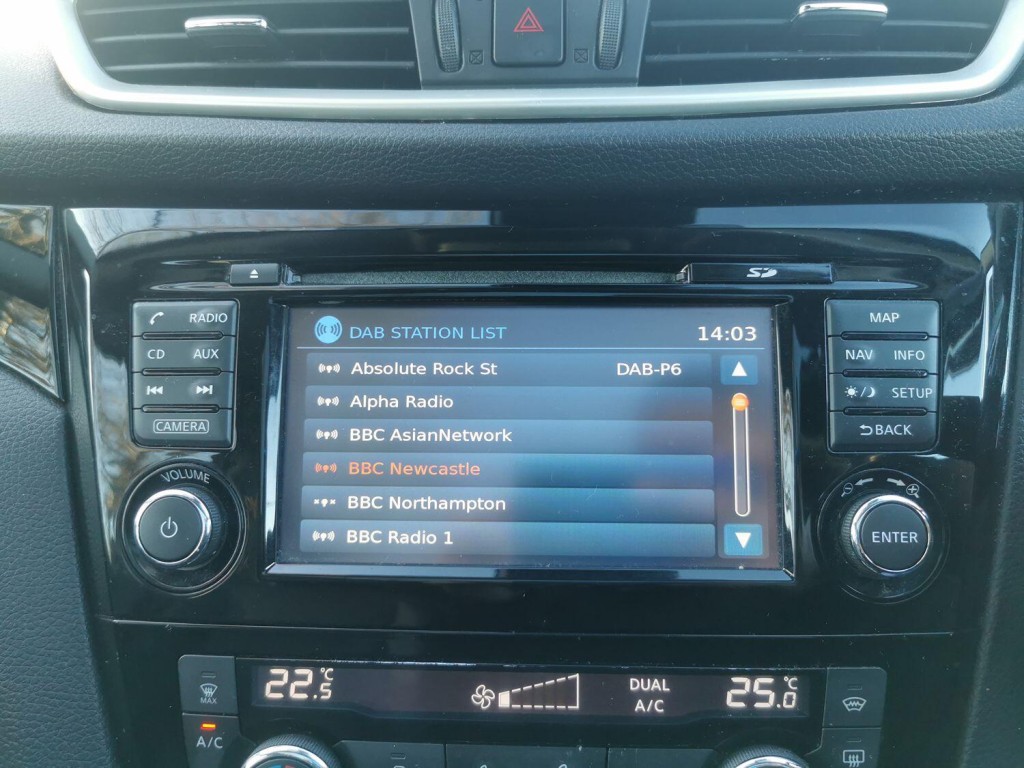 SD
RADIO
CD AUX
CAMERA
VOLUME
DAB STATION LIST 14:03
Absolute Rock St DAB-P6
Alpha Radio
BBC AsianNetwork
BBC Newcastle
BBC Northampton
BBC Radio 1
MAP
NAV INFO
SETUP
BACK
ENTER
MAX
A/C
22.5°C
DUAL
A/C
25.0°C